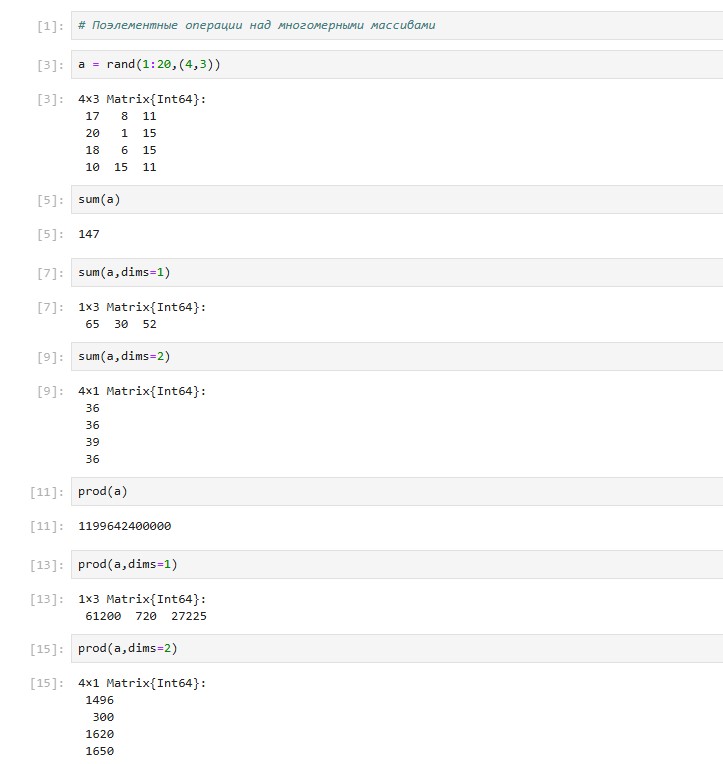 [1]: # Поэлементные операции над многомерными массивами
[3]: a = rand(1:20,(4,3))
[3]: 4×3 Matrix{Int64}:
17 8 11
20 1 15
18 6 15
10 15 11
[5]: sum(a)
[5]: 147
[7]: sum(a,dims=1)
[7]: 1×3 Matrix{Int64}:
65 30 52
[9]: sum(a,dims=2)
[9]: 4×1 Matrix{Int64}:
36
36
39
36
[11]: prod(a)
[11]: 1199642400000
[13]: prod(a,dims=1)
[13]: 1×3 Matrix{Int64}:
61200 720 27225
[15]: prod(a,dims=2)
[15]: 4×1 Matrix{Int64}:
1496
300
1620
1650